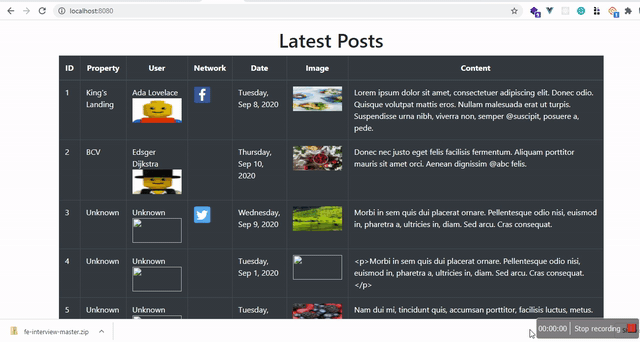 localhost:8080
Latest Posts
ID Property User Network Date Image Content
1 King's Ada Lovelace Tuesday, Lorem ipsum dolor sit amet, consectetuer adipiscing elit. Donec odio.
Landing Sep 8, 2020 Quisque volutpat mattis eros. Nullam malesuada erat ut turpis.
Suspendisse urna nibh, viverra non, semper @suscipit, posuere a,
pede.
2 BCV Edsger Thursday, Donec nec justo eget felis facilisis fermentum. Aliquam porttitor
Dijkstra Sep 10, mauris sit amet orci. Aenean dignissim @abc felis.
2020
3 Unknown Unknown Wednesday, Morbi in sem quis dui placerat ornare. Pellentesque odio nisi, euismod
Sep 9, 2020 in, pharetra a, ultricies in, diam. Sed arcu. Cras consequat.
4 Unknown Unknown Tuesday, <p>Morbi in sem quis dui placerat ornare. Pellentesque odio nisi,
Sep 1, 2020 euismod in, pharetra a, ultricies in, diam. Sed arcu. Cras consequat.
</p>
5 Unknown Unknown Tuesday, Nam dui mi, tincidunt quis, accumsan porttitor, facilisis luctus, metus.
fe-interview-master.zip
00:00:00 Stop recording